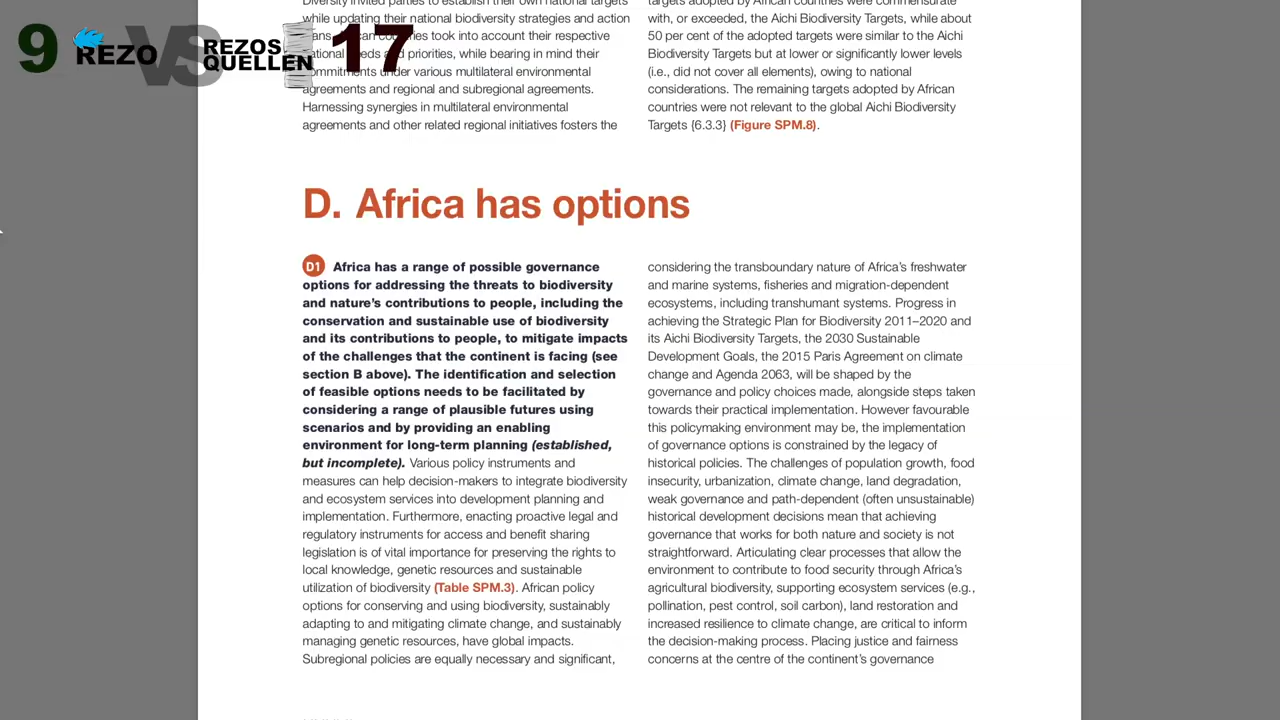 9 REZO VS REZOS QUELLEN 17
Diversity invited parties to establish their own national targets
while updating their national biodiversity strategies and action
plans. African countries took into account their respective
national needs and priorities, while bearing in mind their
commitments under various multilateral environmental
agreements and regional and subregional agreements.
Harnessing synergies in multilateral environmental
agreements and other related regional initiatives fosters the
targets adopted by African countries were commensurate
with, or exceeded, the Aichi Biodiversity Targets, while about
50 per cent of the adopted targets were similar to the Aichi
Biodiversity Targets but at lower or significantly lower levels
(i.e., did not cover all elements), owing to national
considerations. The remaining targets adopted by African
countries were not relevant to the global Aichi Biodiversity
Targets {6.3.3} (Figure SPM.8).
D. Africa has options
D1 Africa has a range of possible governance
options for addressing the threats to biodiversity
and nature's contributions to people, including the
conservation and sustainable use of biodiversity
and its contributions to people, to mitigate impacts
of the challenges that the continent is facing (see
section B above). The identification and selection
of feasible options needs to be facilitated by
considering a range of plausible futures using
scenarios and by providing an enabling
environment for long-term planning (established,
but incomplete). Various policy instruments and
measures can help decision-makers to integrate biodiversity
and ecosystem services into development planning and
implementation. Furthermore, enacting proactive legal and
regulatory instruments for access and benefit sharing
legislation is of vital importance for preserving the rights to
local knowledge, genetic resources and sustainable
utilization of biodiversity (Table SPM.3). African policy
options for conserving and using biodiversity, sustainably
adapting to and mitigating climate change, and sustainably
managing genetic resources, have global impacts.
Subregional policies are equally necessary and significant,
considering the transboundary nature of Africa's freshwater
and marine systems, fisheries and migration-dependent
ecosystems, including transhumant systems. Progress in
achieving the Strategic Plan for Biodiversity 2011–2020 and
its Aichi Biodiversity Targets, the 2030 Sustainable
Development Goals, the 2015 Paris Agreement on climate
change and Agenda 2063, will be shaped by the
governance and policy choices made, alongside steps taken
towards their practical implementation. However favourable
this policymaking environment may be, the implementation
of governance options is constrained by the legacy of
historical policies. The challenges of population growth, food
insecurity, urbanization, climate change, land degradation,
weak governance and path-dependent (often unsustainable)
historical development decisions mean that achieving
governance that works for both nature and society is not
straightforward. Articulating clear processes that allow the
environment to contribute to food security through Africa's
agricultural biodiversity, supporting ecosystem services (e.g.,
pollination, pest control, soil carbon), land restoration and
increased resilience to climate change, are critical to inform
the decision-making process. Placing justice and fairness
concerns at the centre of the continent's governance